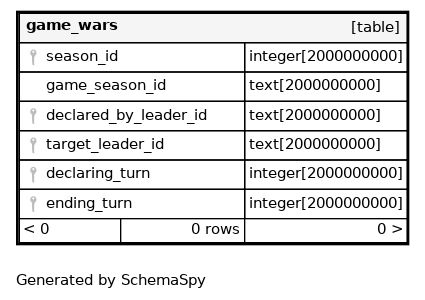 game_wars [table]
season_id integer[2000000000]
game_season_id text[2000000000]
declared_by_leader_id text[2000000000]
target_leader_id text[2000000000]
declaring_turn integer[2000000000]
ending_turn integer[2000000000]
< 0 0 rows 0 >
Generated by SchemaSpy